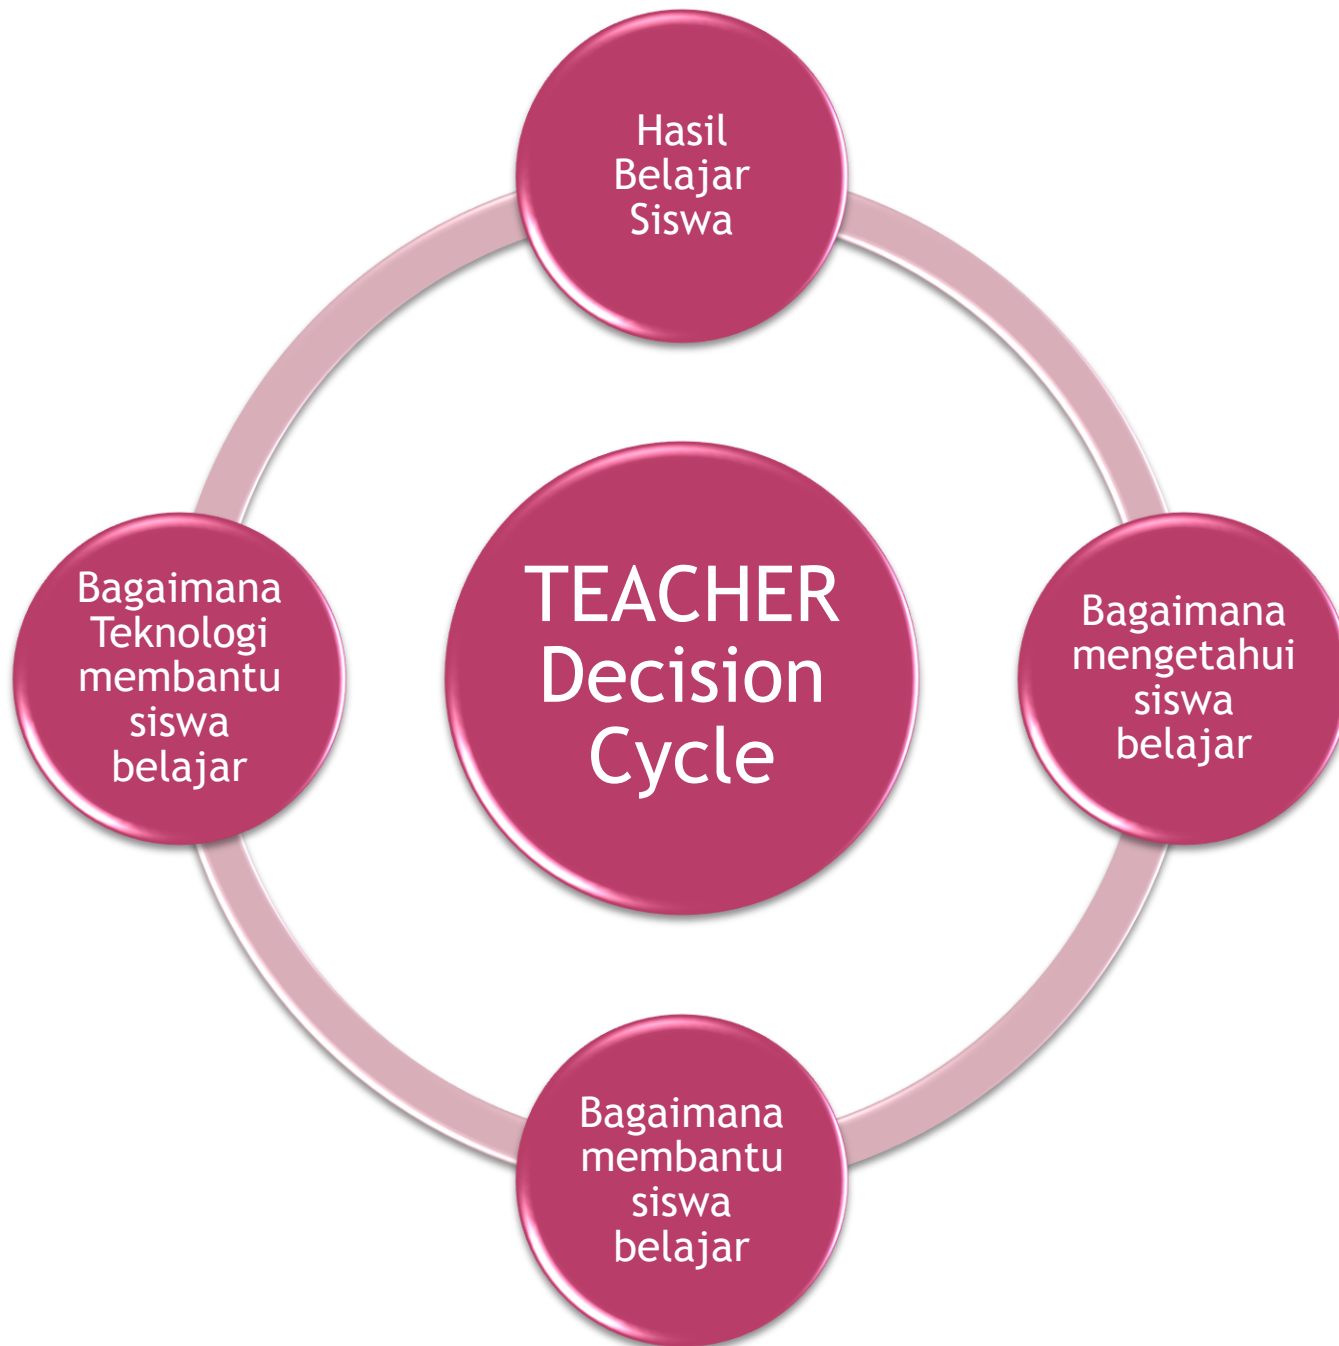 Hasil
Belajar
Siswa
TEACHER
Decision
Cycle
Bagaimana
mengetahui
siswa
belajar
Bagaimana
membantu
siswa
belajar
Bagaimana
Teknologi
membantu
siswa
belajar